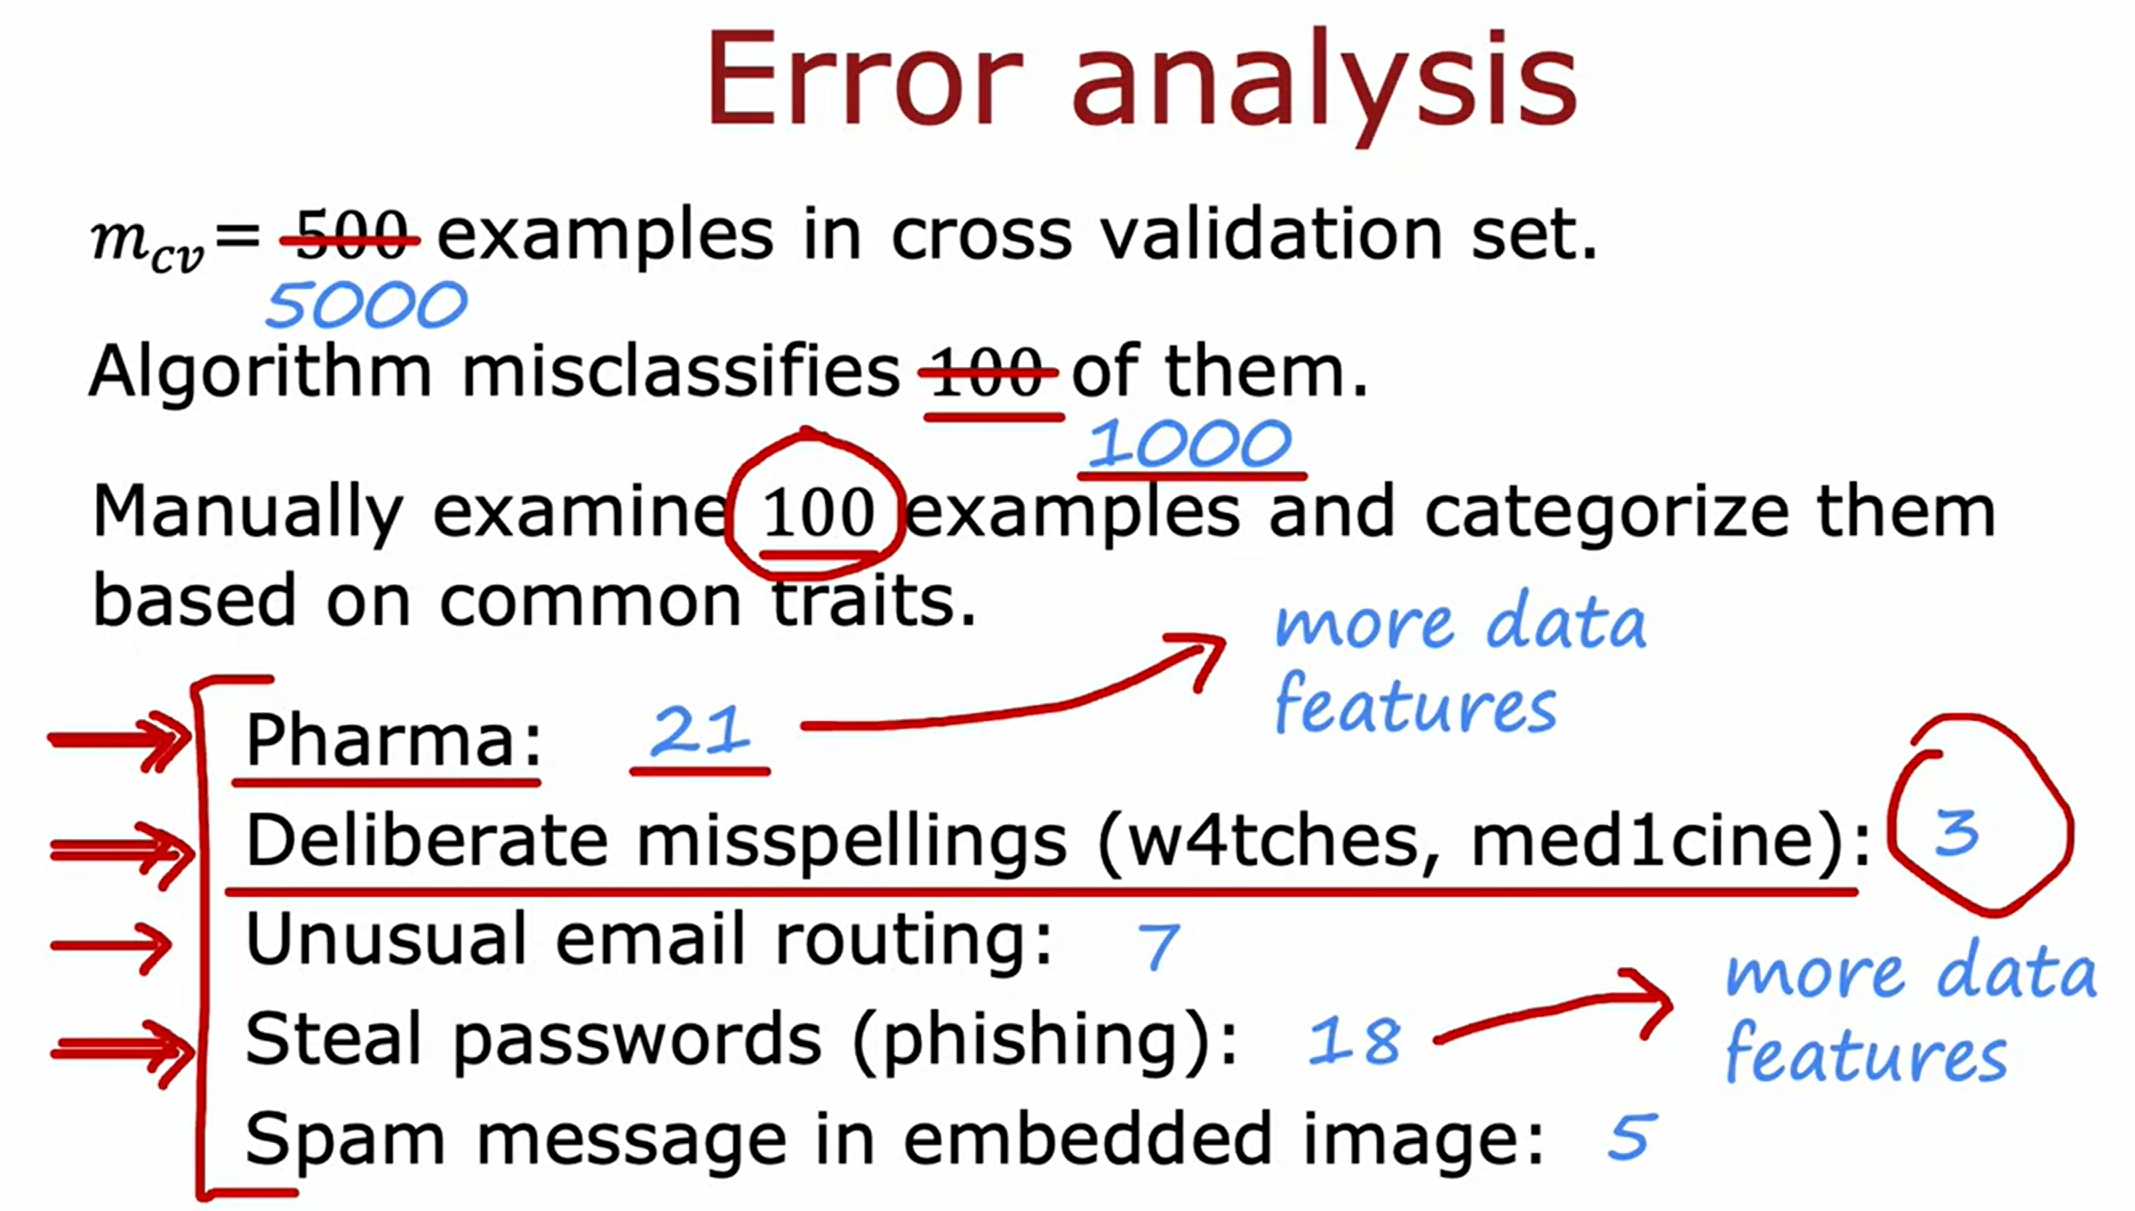 Error analysis
m_cv = 500 examples in cross validation set.
5000
Algorithm misclassifies 100 of them.
1000
Manually examine 100 examples and categorize them
based on common traits.
more data
features
Pharma: 21
Deliberate misspellings (w4tches, med1cine): 3
Unusual email routing: 7
more data
features
Steal passwords (phishing): 18
Spam message in embedded image: 5